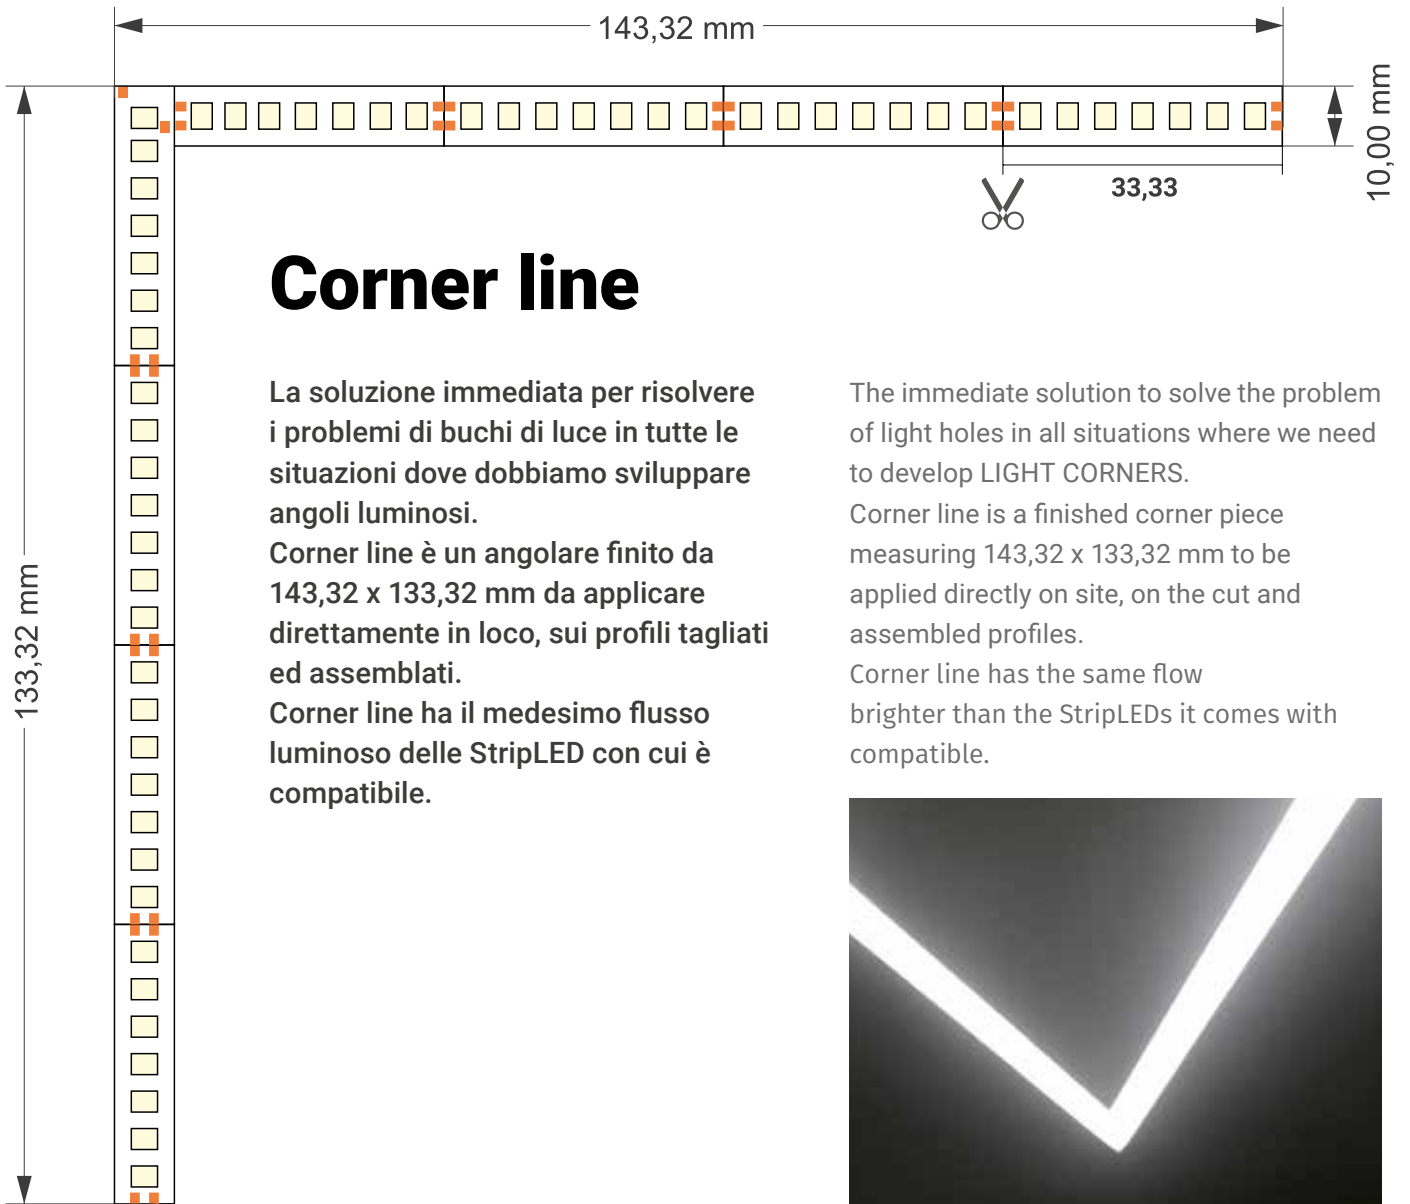 143,32 mm
10,00 mm
33,33
133,32 mm
Corner line
La soluzione immediata per risolvere
i problemi di buchi di luce in tutte le
situazioni dove dobbiamo sviluppare
angoli luminosi.
Corner line è un angolare finito da
143,32 x 133,32 mm da applicare
direttamente in loco, sui profili tagliati
ed assemblati.
Corner line ha il medesimo flusso
luminoso delle StripLED con cui è
compatibile.
The immediate solution to solve the problem
of light holes in all situations where we need
to develop LIGHT CORNERS.
Corner line is a finished corner piece
measuring 143,32 x 133,32 mm to be
applied directly on site, on the cut and
assembled profiles.
Corner line has the same flow
brighter than the StripLEDs it comes with
compatible.